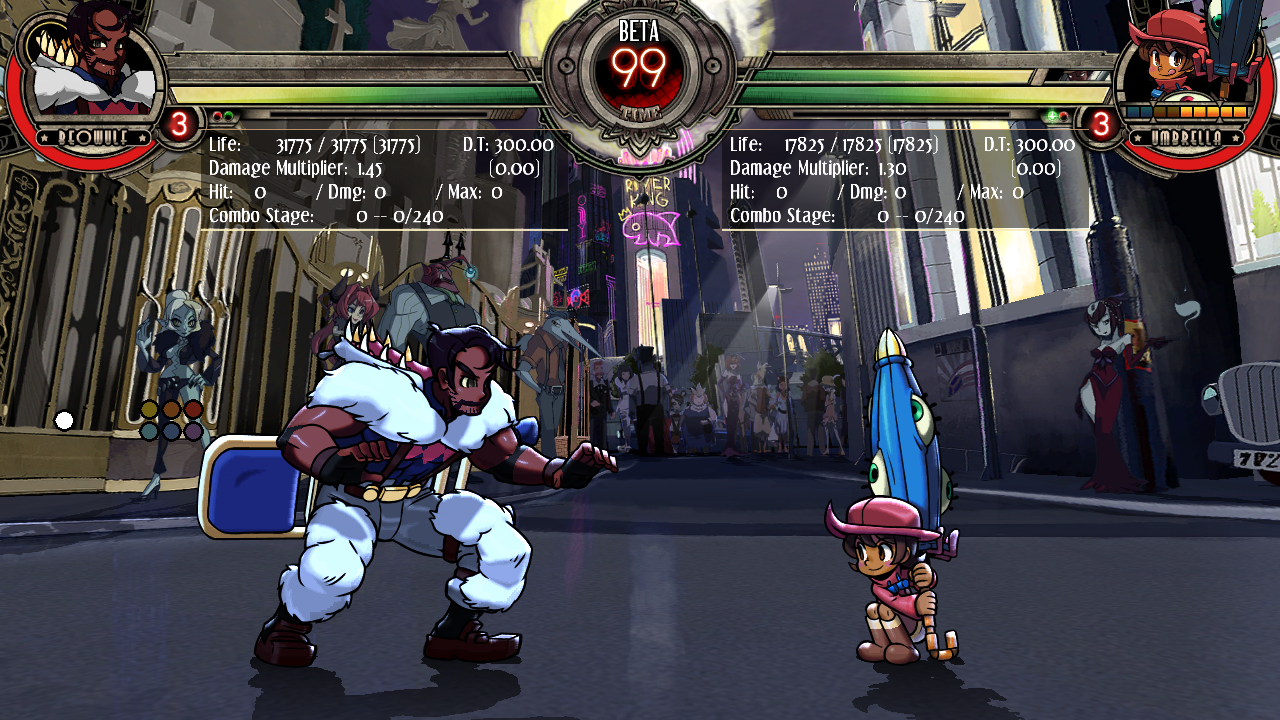 BETA
99
TIME
BEOWULF
3
3
UMBRELLA
Life: 31775 / 31775 (31775) D.T: 300.00
Damage Multiplier: 1.45 (0.00)
Hit: 0 / Dmg: 0 / Max: 0
Combo Stage: 0 -- 0/240
Life: 17825 / 17825 (17825) D.T: 300.00
Damage Multiplier: 1.30 (0.00)
Hit: 0 / Dmg: 0 / Max: 0
Combo Stage: 0 -- 0/240
RIVER
KING